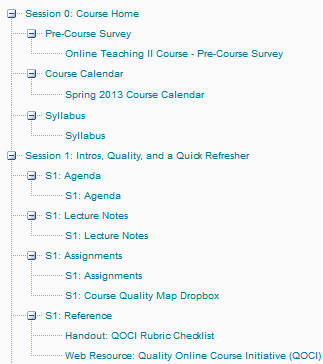 Session 0: Course Home
Pre-Course Survey
Online Teaching II Course - Pre-Course Survey
Course Calendar
Spring 2013 Course Calendar
Syllabus
Syllabus
Session 1: Intros, Quality, and a Quick Refresher
S1: Agenda
S1: Agenda
S1: Lecture Notes
S1: Lecture Notes
S1: Assignments
S1: Assignments
S1: Course Quality Map Dropbox
S1: Reference
Handout: QOCI Rubric Checklist
Web Resource: Quality Online Course Initiative (QOCI)